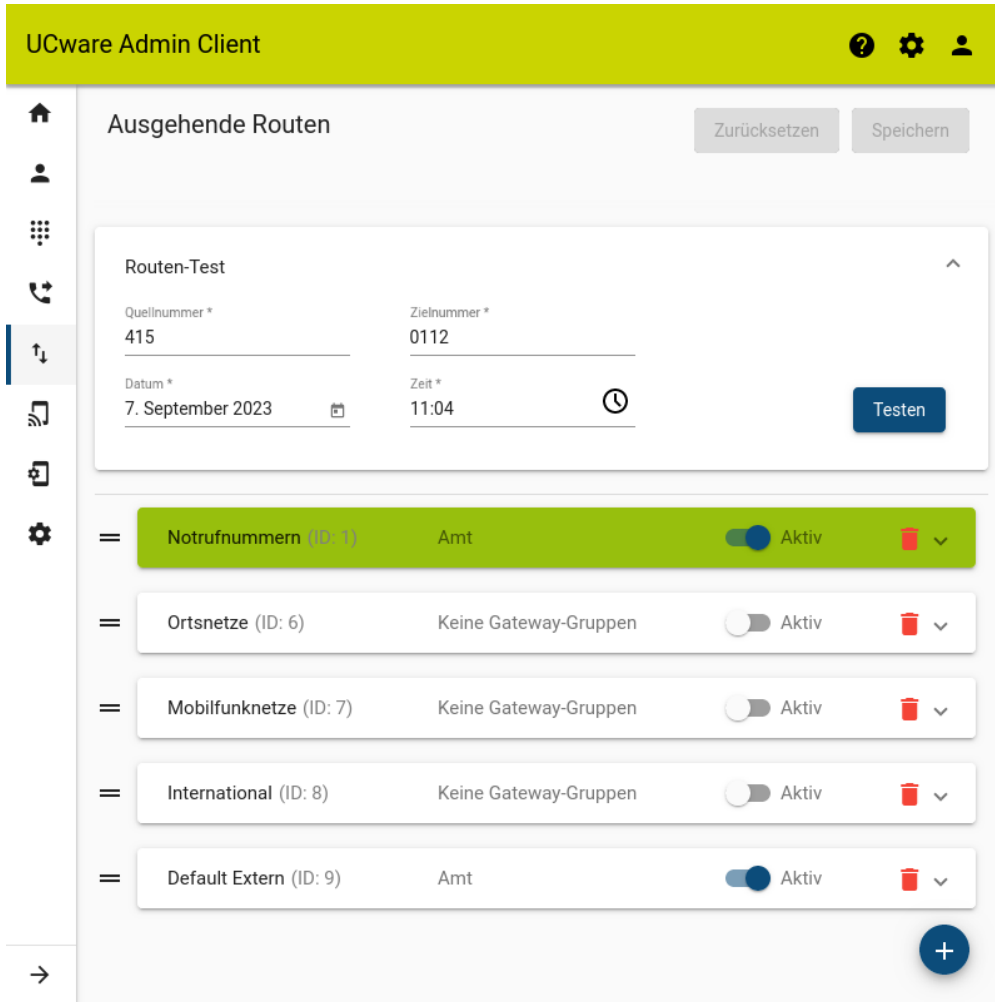 UCware Admin Client
Ausgehende Routen
Zurücksetzen
Speichern
Routen-Test
Quellnummer *
Zielnummer *
415
0112
Datum *
Zeit *
7. September 2023
11:04
Testen
Notrufnummern (ID: 1) Amt Aktiv
Ortsnetze (ID: 6) Keine Gateway-Gruppen Aktiv
Mobilfunknetze (ID: 7) Keine Gateway-Gruppen Aktiv
International (ID: 8) Keine Gateway-Gruppen Aktiv
Default Extern (ID: 9) Amt Aktiv